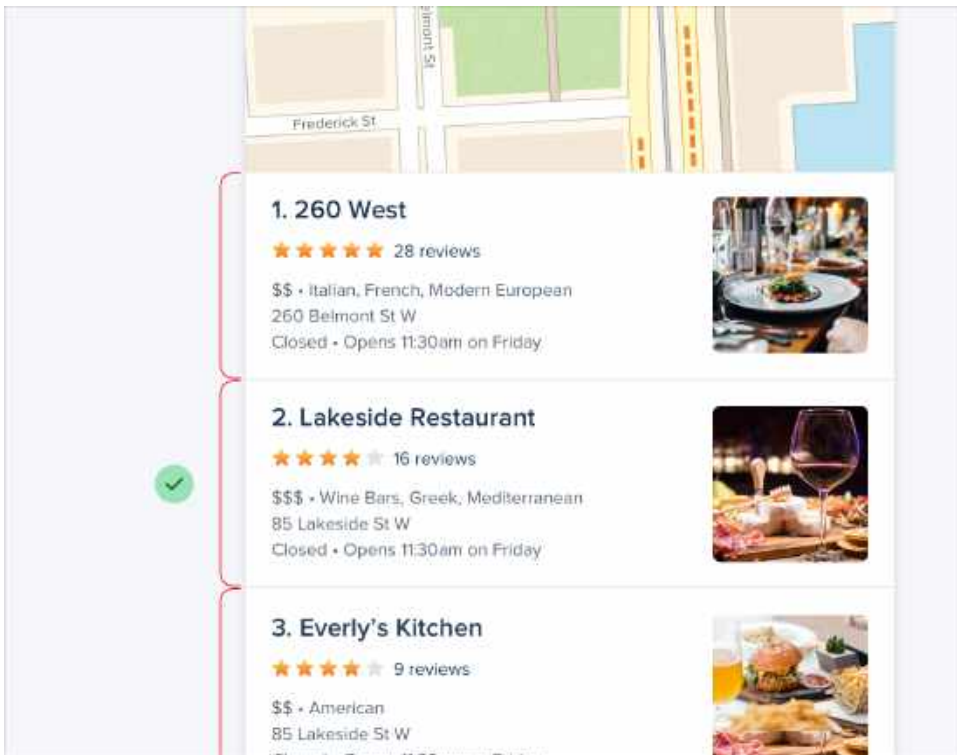 elmont St
Frederick St
1. 260 West
28 reviews
$$ • Italian, French, Modern European
260 Belmont St W
Closed • Opens 11:30am on Friday
2. Lakeside Restaurant
16 reviews
$$$ • Wine Bars, Greek, Mediterranean
85 Lakeside St W
Closed • Opens 11:30am on Friday
3. Everly's Kitchen
9 reviews
$$ • American
85 Lakeside St W